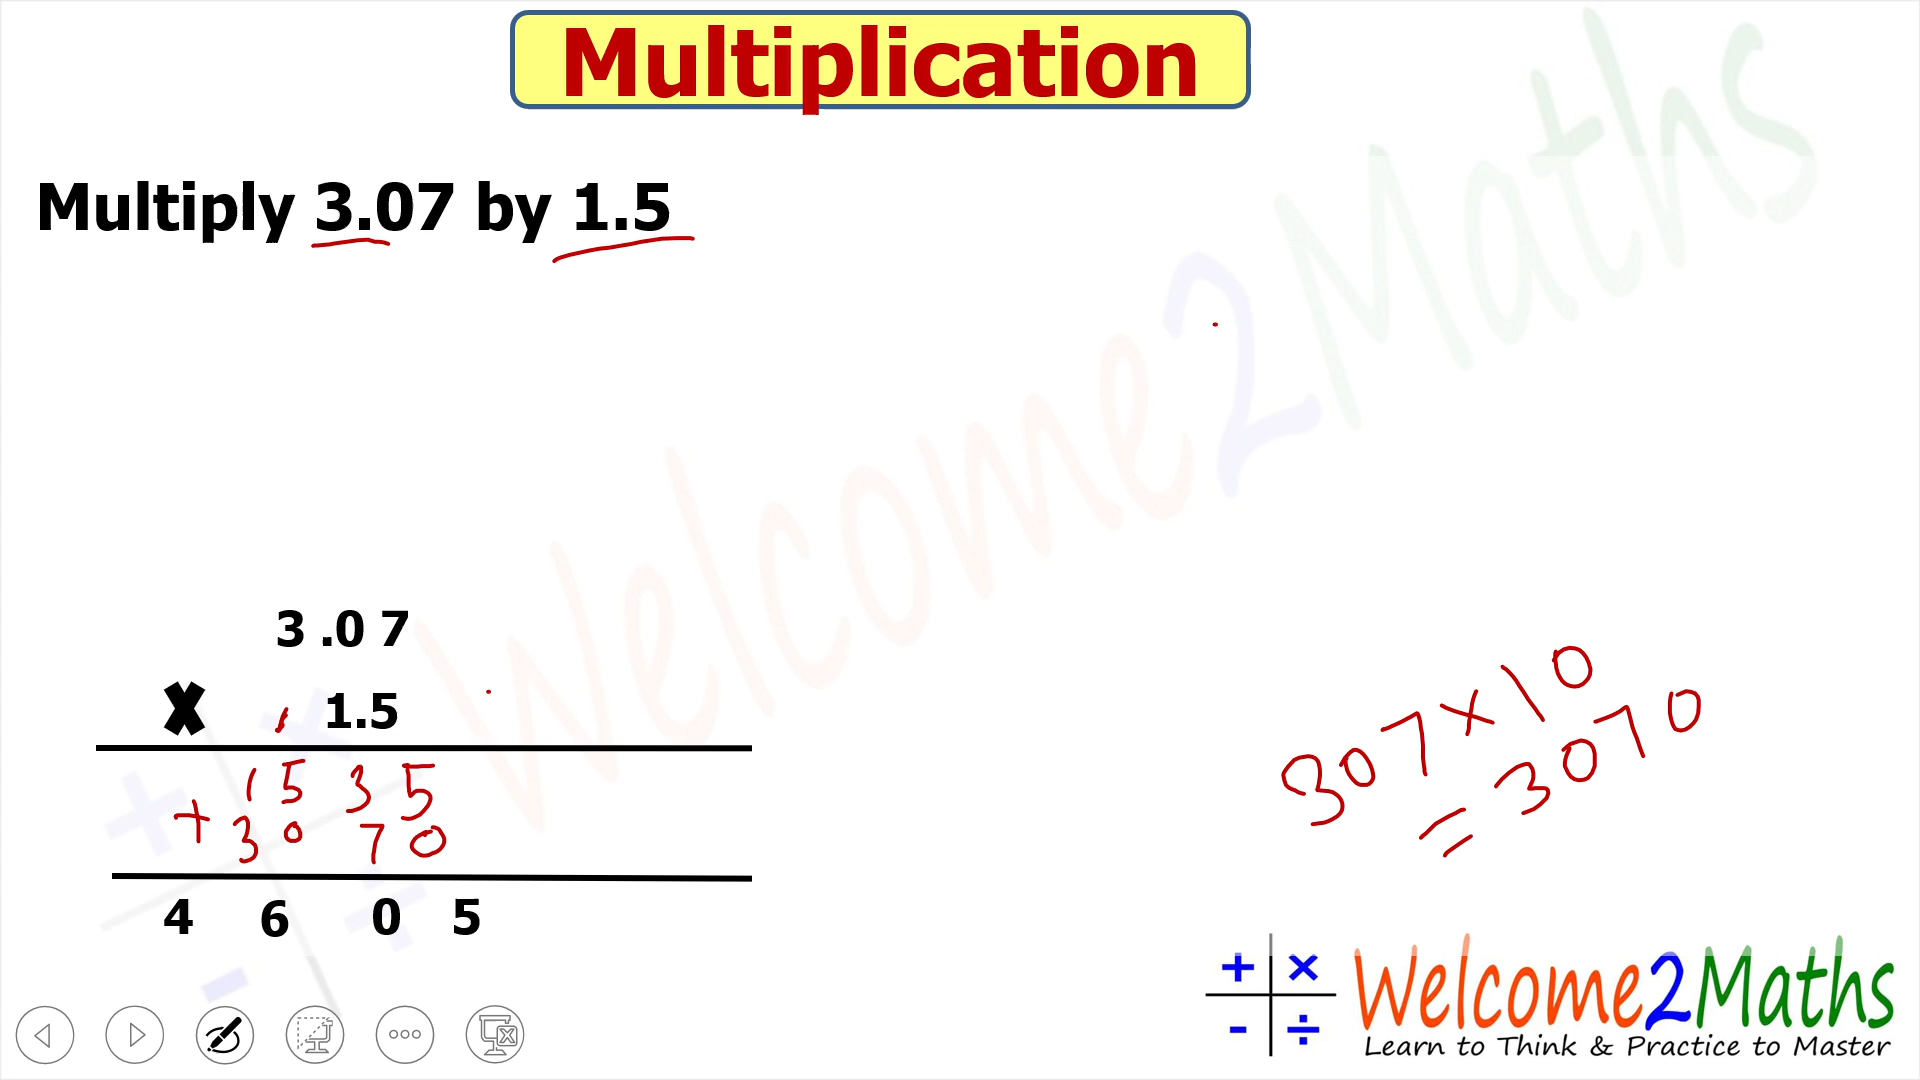 Multiplication
Multiply 3.07 by 1.5
3 .0 7
X 1.5
1 5 3 5
+ 3 0 7 0
4 6 0 5
307 x 10
= 3070
+ ×
- ÷
Welcome2Maths
Learn to Think & Practice to Master
Welcome2Maths
+ ×
- ÷